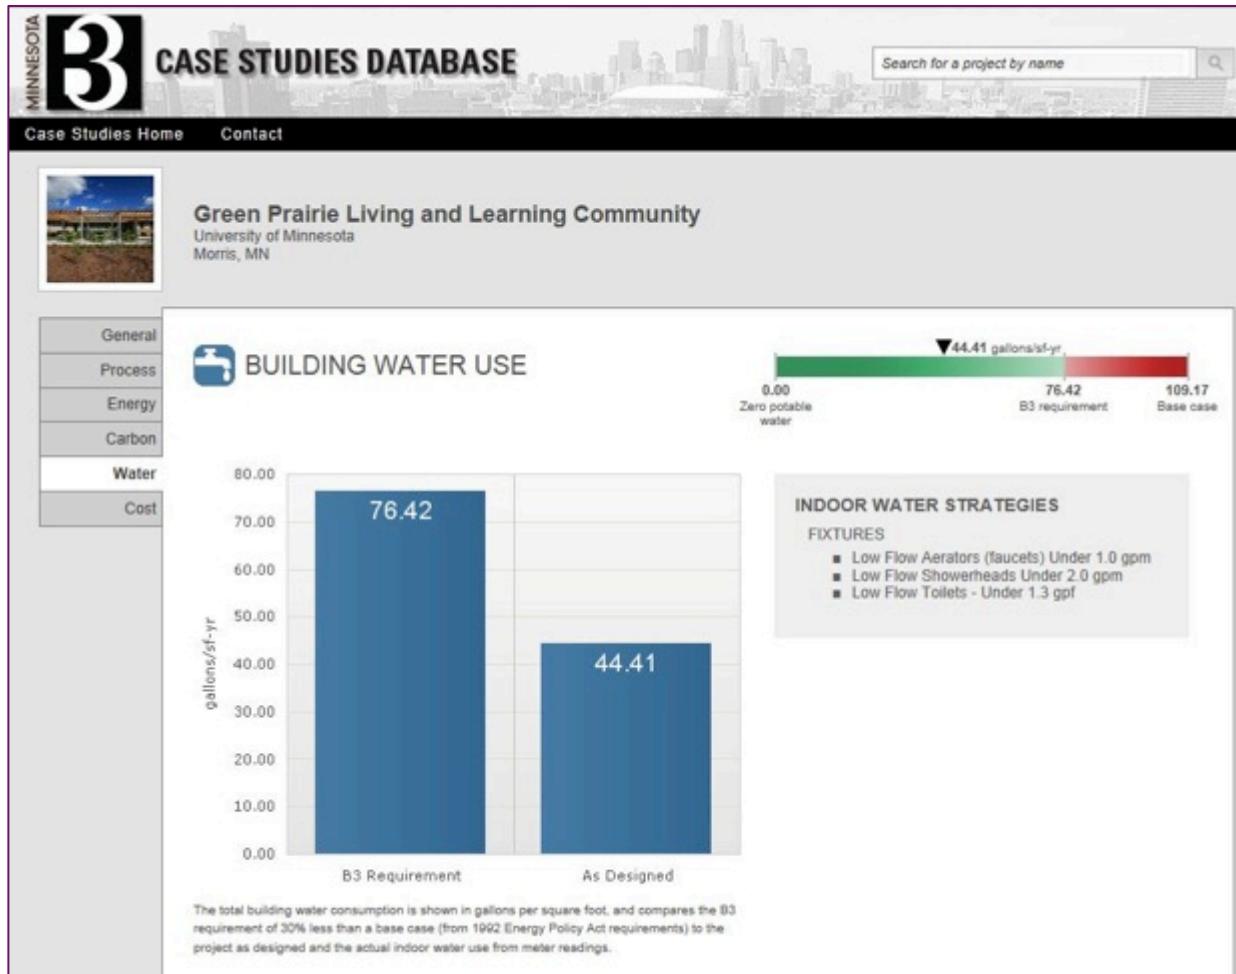 MINNESOTA
B3
CASE STUDIES DATABASE
Search for a project by name
Case Studies Home Contact
Green Prairie Living and Learning Community
University of Minnesota
Morris, MN
General
Process
Energy
Carbon
Water
Cost
BUILDING WATER USE
44.41 gallons/sf-yr
0.00 76.42 109.17
Zero potable B3 requirement Base case
water
80.00
70.00
60.00
50.00
40.00
30.00
20.00
10.00
0.00
gallons/sf-yr
76.42
44.41
B3 Requirement As Designed
INDOOR WATER STRATEGIES
FIXTURES
■ Low Flow Aerators (faucets) Under 1.0 gpm
■ Low Flow Showerheads Under 2.0 gpm
■ Low Flow Toilets - Under 1.3 gpf
The total building water consumption is shown in gallons per square foot, and compares the B3
requirement of 30% less than a base case (from 1992 Energy Policy Act requirements) to the
project as designed and the actual indoor water use from meter readings.